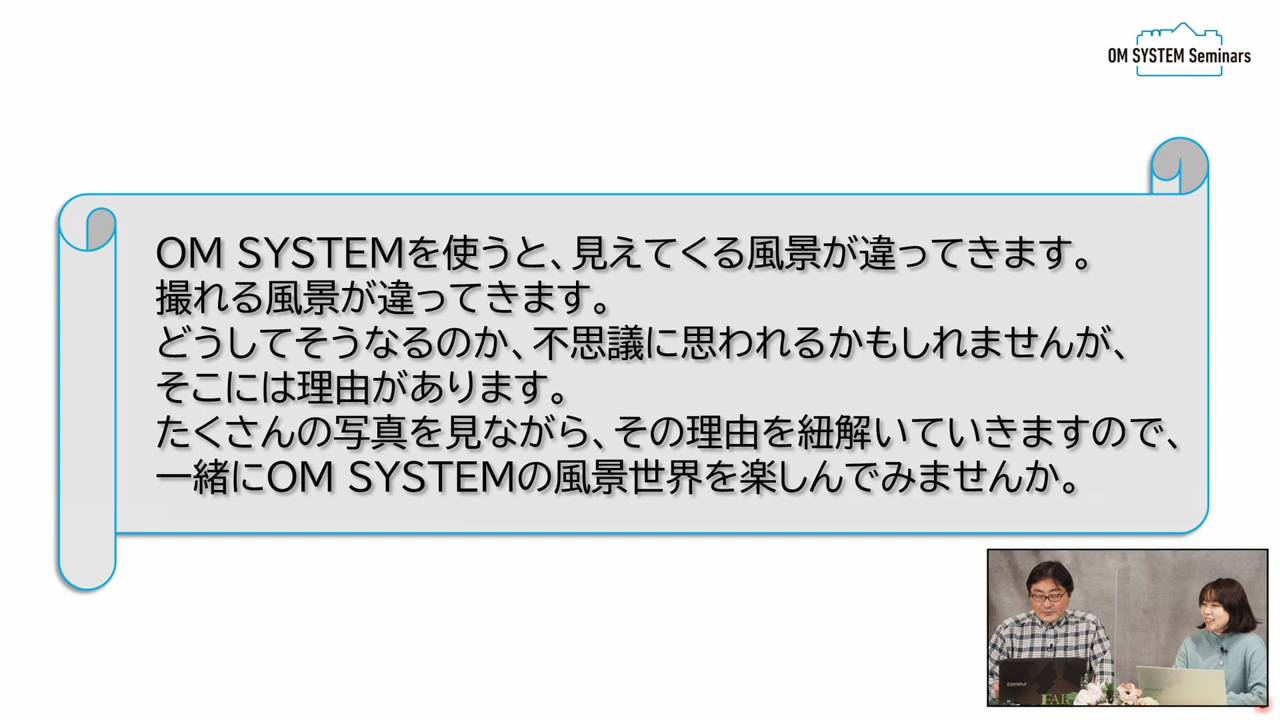 OM SYSTEM Seminars
OM SYSTEMを使うと、見えてくる風景が違ってきます。
撮れる風景が違ってきます。
どうしてそうなるのか、不思議に思われるかもしれませんが、
そこには理由があります。
たくさんの写真を見ながら、その理由を紐解いていきますので、
一緒にOM SYSTEMの風景世界を楽しんでみませんか。